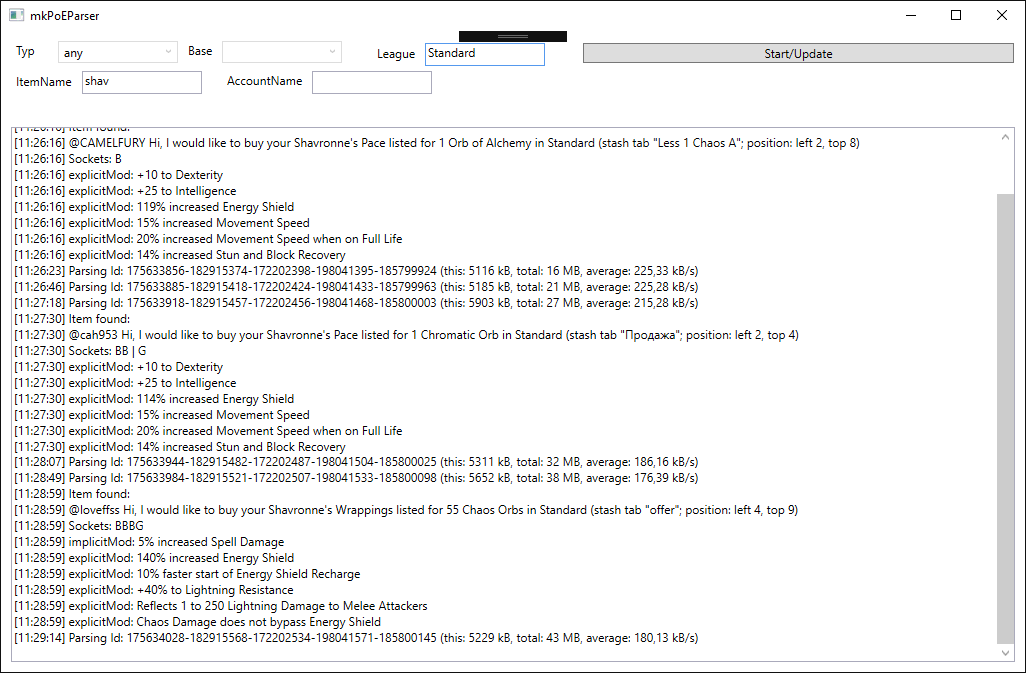 mkPoEParser
Typ any Base League Standard Start/Update
ItemName shav AccountName
[11:26:16] Item found:
[11:26:16] @CAMELFURY Hi, I would like to buy your Shavronne's Pace listed for 1 Orb of Alchemy in Standard (stash tab "Less 1 Chaos A"; position: left 2, top 8)
[11:26:16] Sockets: B
[11:26:16] explicitMod: +10 to Dexterity
[11:26:16] explicitMod: +25 to Intelligence
[11:26:16] explicitMod: 119% increased Energy Shield
[11:26:16] explicitMod: 15% increased Movement Speed
[11:26:16] explicitMod: 20% increased Movement Speed when on Full Life
[11:26:16] explicitMod: 14% increased Stun and Block Recovery
[11:26:23] Parsing Id: 175633856-182915374-172202398-198041395-185799924 (this: 5116 kB, total: 16 MB, average: 225,33 kB/s)
[11:26:46] Parsing Id: 175633885-182915418-172202424-198041433-185799963 (this: 5185 kB, total: 21 MB, average: 225,28 kB/s)
[11:27:18] Parsing Id: 175633918-182915457-172202456-198041468-185800003 (this: 5903 kB, total: 27 MB, average: 215,28 kB/s)
[11:27:30] Item found:
[11:27:30] @cah953 Hi, I would like to buy your Shavronne's Pace listed for 1 Chromatic Orb in Standard (stash tab "Продажа"; position: left 2, top 4)
[11:27:30] Sockets: BB | G
[11:27:30] explicitMod: +10 to Dexterity
[11:27:30] explicitMod: +25 to Intelligence
[11:27:30] explicitMod: 114% increased Energy Shield
[11:27:30] explicitMod: 15% increased Movement Speed
[11:27:30] explicitMod: 20% increased Movement Speed when on Full Life
[11:27:30] explicitMod: 14% increased Stun and Block Recovery
[11:28:07] Parsing Id: 175633944-182915482-172202487-198041504-185800025 (this: 5311 kB, total: 32 MB, average: 186,16 kB/s)
[11:28:49] Parsing Id: 175633984-182915521-172202507-198041533-185800098 (this: 5652 kB, total: 38 MB, average: 176,39 kB/s)
[11:28:59] Item found:
[11:28:59] @loveffss Hi, I would like to buy your Shavronne's Wrappings listed for 55 Chaos Orbs in Standard (stash tab "offer"; position: left 4, top 9)
[11:28:59] Sockets: BBBG
[11:28:59] implicitMod: 5% increased Spell Damage
[11:28:59] explicitMod: 140% increased Energy Shield
[11:28:59] explicitMod: 10% faster start of Energy Shield Recharge
[11:28:59] explicitMod: +40% to Lightning Resistance
[11:28:59] explicitMod: Reflects 1 to 250 Lightning Damage to Melee Attackers
[11:28:59] explicitMod: Chaos Damage does not bypass Energy Shield
[11:29:14] Parsing Id: 175634028-182915568-172202534-198041571-185800145 (this: 5229 kB, total: 43 MB, average: 180,13 kB/s)